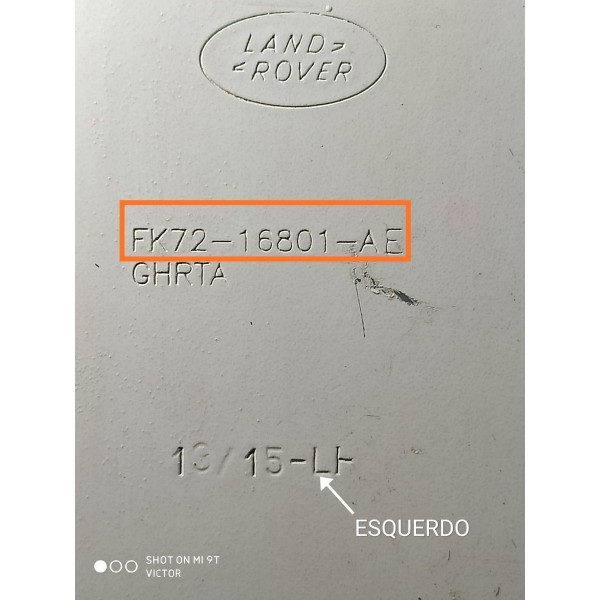 LAND>
<ROVER
FK72-16801-AE
GHRTA
13/15-LH
ESQUERDO
SHOT ON MI 9T
VICTOR